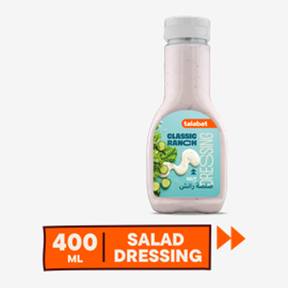 talabat
CLASSIC
RANCH
DRESSING
صلصة رانش
400
ML
SALAD
DRESSING